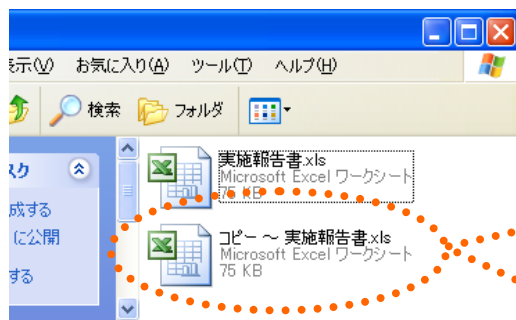 表示(V) お気に入り(A) ツール(T) ヘルプ(H)
検索 フォルダ
スク
成する
に公開
する
実施報告書.xls
Microsoft Excel ワークシート
75 KB
コピー ~ 実施報告書.xls
Microsoft Excel ワークシート
75 KB